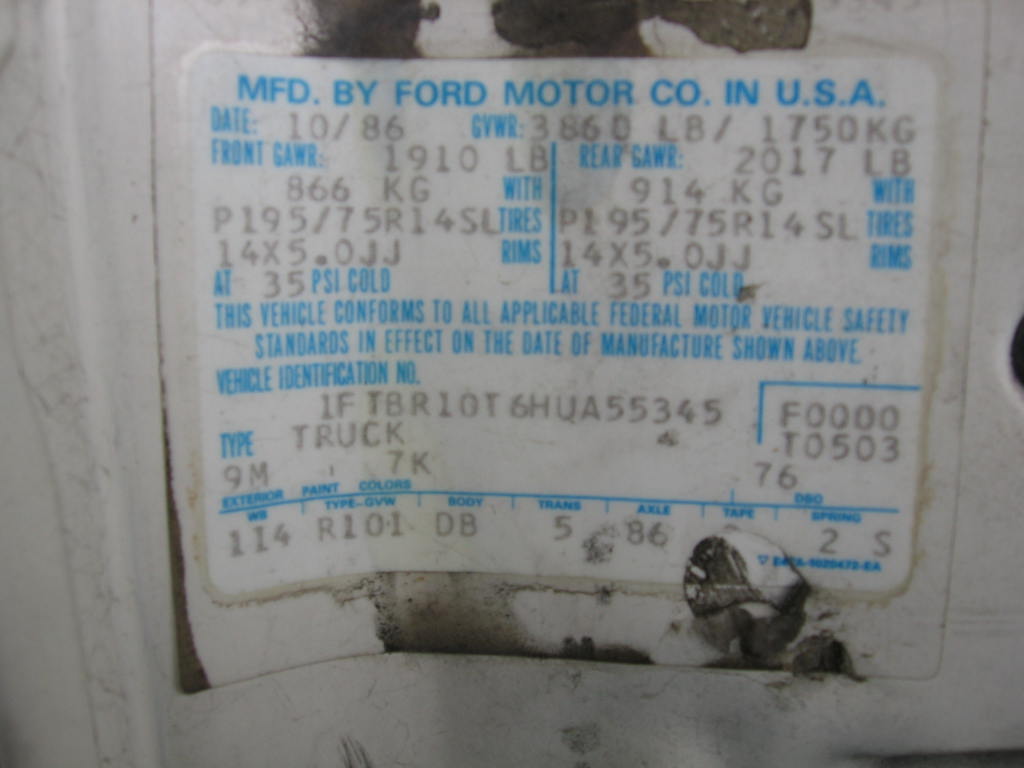 MFD. BY FORD MOTOR CO. IN U.S.A.
DATE: 10/86 GVWR: 3860 LB/ 1750KG
FRONT GAWR: 1910 LB REAR GAWR: 2017 LB
866 KG WITH 914 KG WITH
P195/75R14SL TIRES P195/75R14SL TIRES
14X5.0JJ RIMS 14X5.0JJ RIMS
AT 35 PSI COLD AT 35 PSI COLD
THIS VEHICLE CONFORMS TO ALL APPLICABLE FEDERAL MOTOR VEHICLE SAFETY
STANDARDS IN EFFECT ON THE DATE OF MANUFACTURE SHOWN ABOVE.
VEHICLE IDENTIFICATION NO.
1FTBR10T6HUA55345 F0000
TYPE TRUCK T0503
9M 7K 76
EXTERIOR PAINT COLORS DSO
WB TYPE-GVW BODY TRANS AXLE TAPE SPRING
114 R101 DB 5 86 2 S